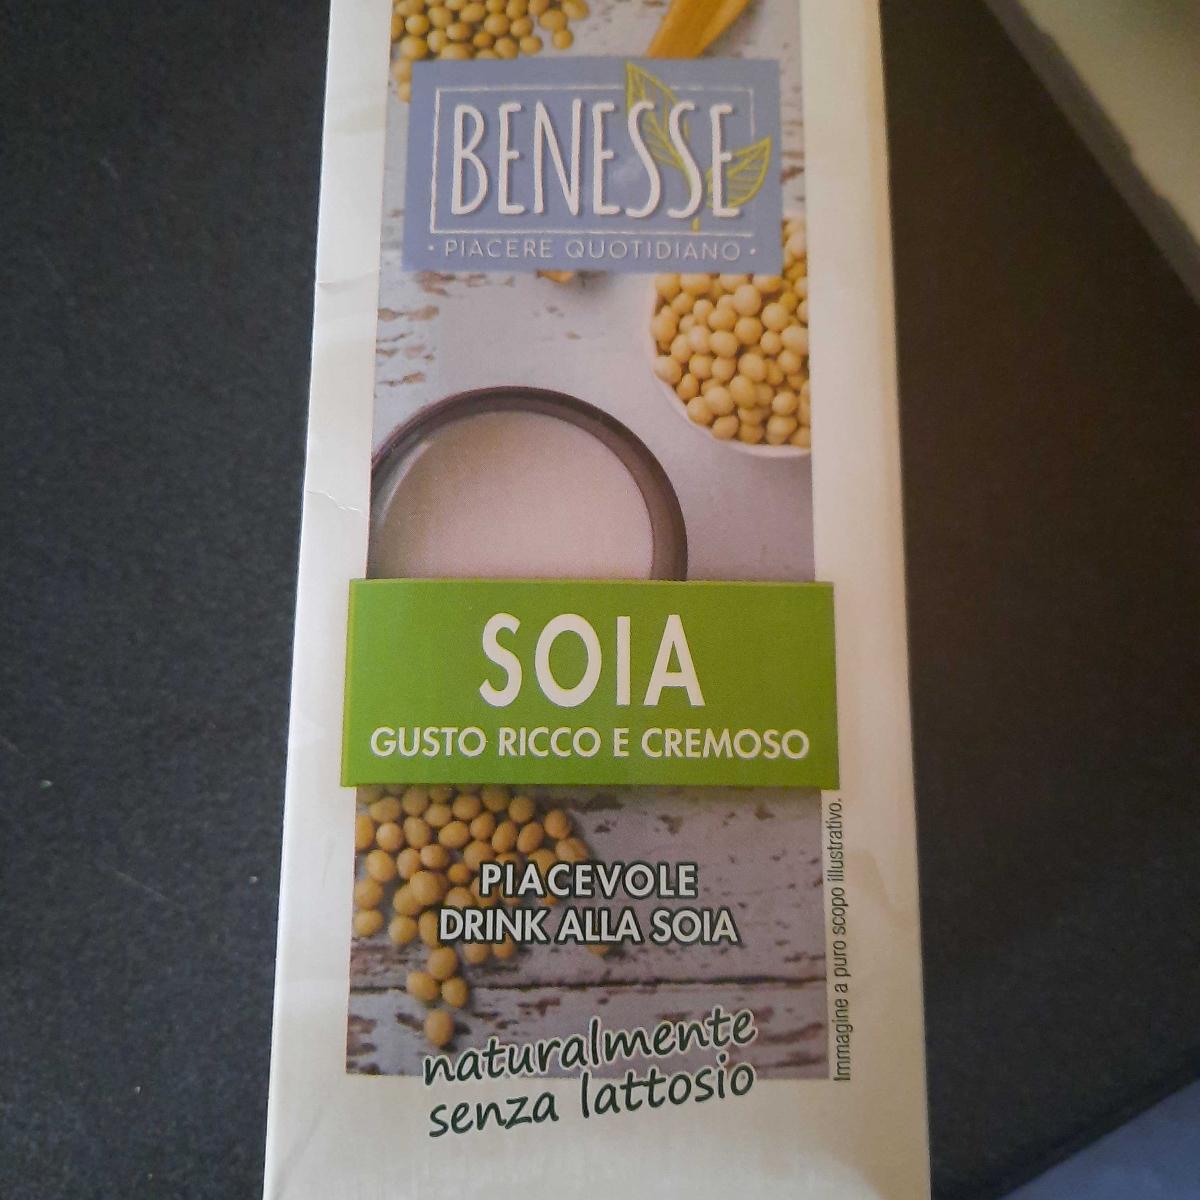 BENESSE
· PIACERE QUOTIDIANO ·
SOIA
GUSTO RICCO E CREMOSO
PIACEVOLE
DRINK ALLA SOIA
naturalmente
senza lattosio
Immagine a puro scopo illustrativo.